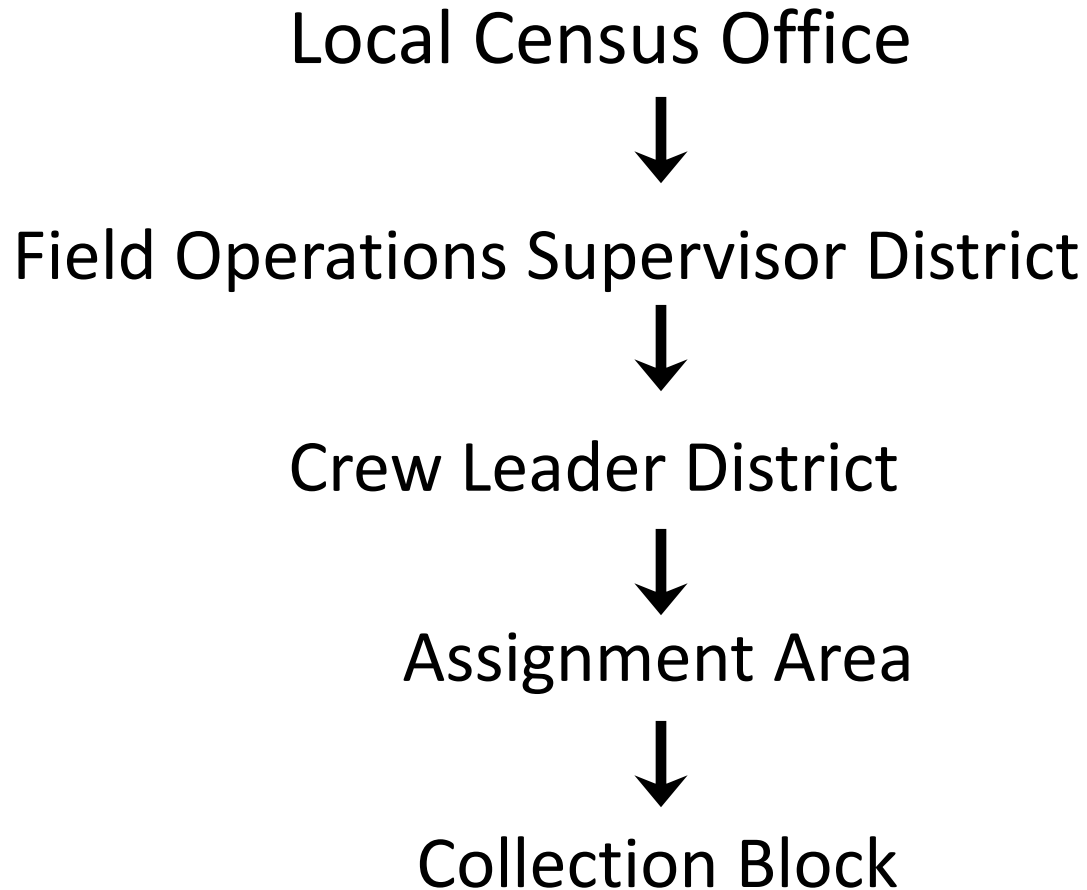 Local Census Office
Field Operations Supervisor District
Crew Leader District
Assignment Area
Collection Block